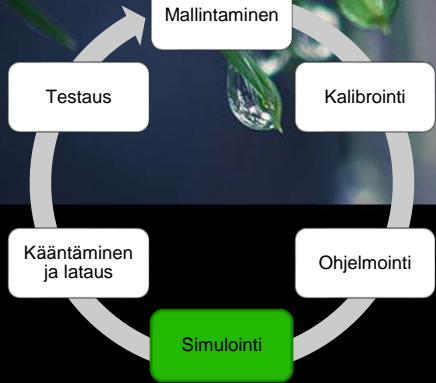 Mallintaminen
Kalibrointi
Ohjelmointi
Simulointi
Kääntäminen
ja lataus
Testaus